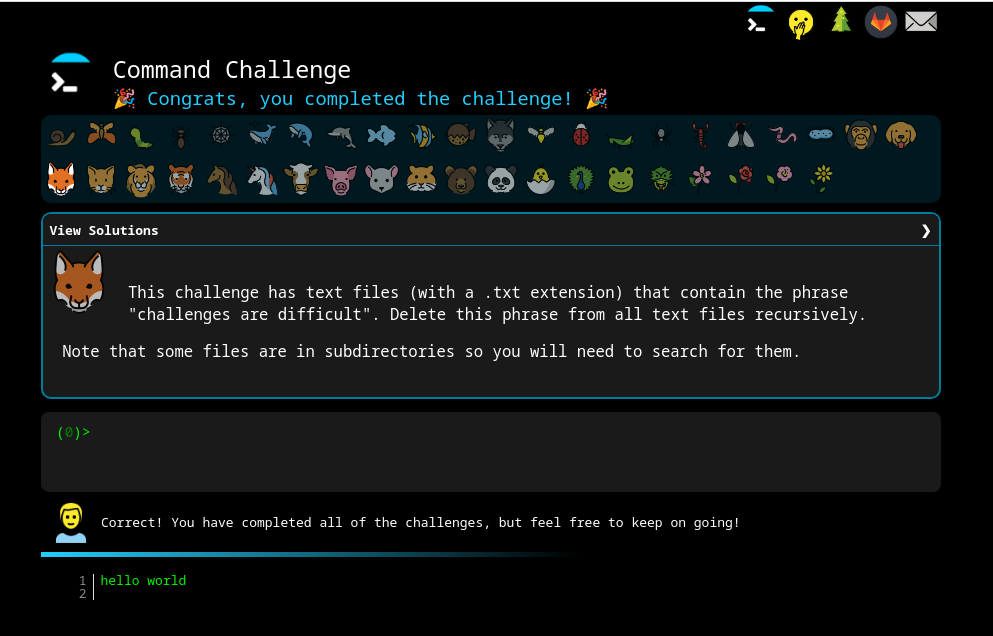 Command Challenge
🎉 Congrats, you completed the challenge! 🎉
View Solutions ❯
This challenge has text files (with a .txt extension) that contain the phrase
"challenges are difficult". Delete this phrase from all text files recursively.
Note that some files are in subdirectories so you will need to search for them.
(0)>
Correct! You have completed all of the challenges, but feel free to keep on going!
1 hello world
2